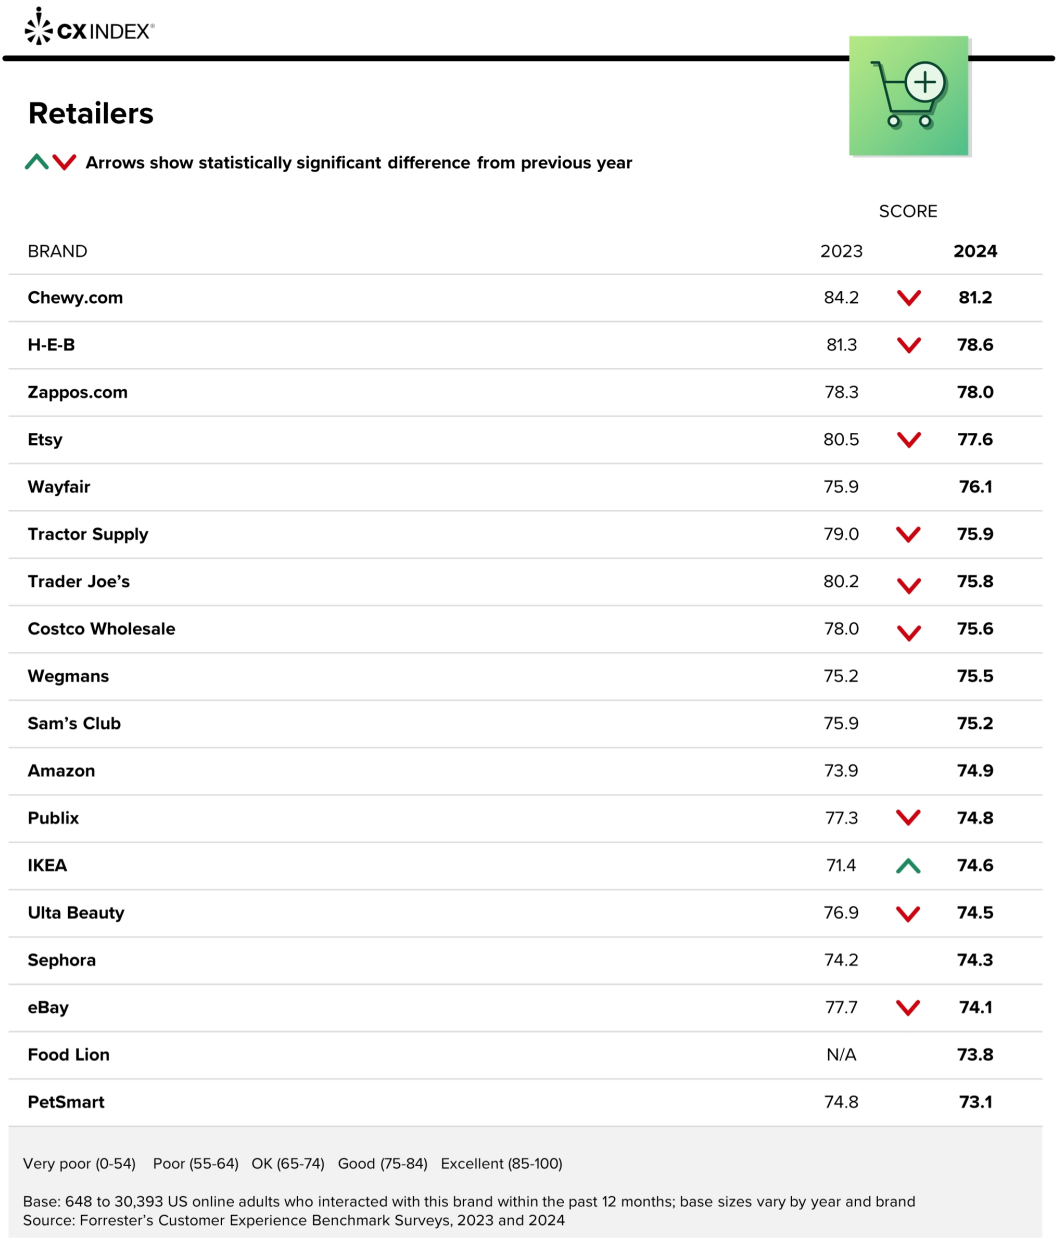 CX INDEX®
Retailers
Arrows show statistically significant difference from previous year
SCORE
BRAND 2023 2024
Chewy.com 84.2 81.2
H-E-B 81.3 78.6
Zappos.com 78.3 78.0
Etsy 80.5 77.6
Wayfair 75.9 76.1
Tractor Supply 79.0 75.9
Trader Joe’s 80.2 75.8
Costco Wholesale 78.0 75.6
Wegmans 75.2 75.5
Sam’s Club 75.9 75.2
Amazon 73.9 74.9
Publix 77.3 74.8
IKEA 71.4 74.6
Ulta Beauty 76.9 74.5
Sephora 74.2 74.3
eBay 77.7 74.1
Food Lion N/A 73.8
PetSmart 74.8 73.1
Very poor (0-54) Poor (55-64) OK (65-74) Good (75-84) Excellent (85-100)
Base: 648 to 30,393 US online adults who interacted with this brand within the past 12 months; base sizes vary by year and brand
Source: Forrester’s Customer Experience Benchmark Surveys, 2023 and 2024